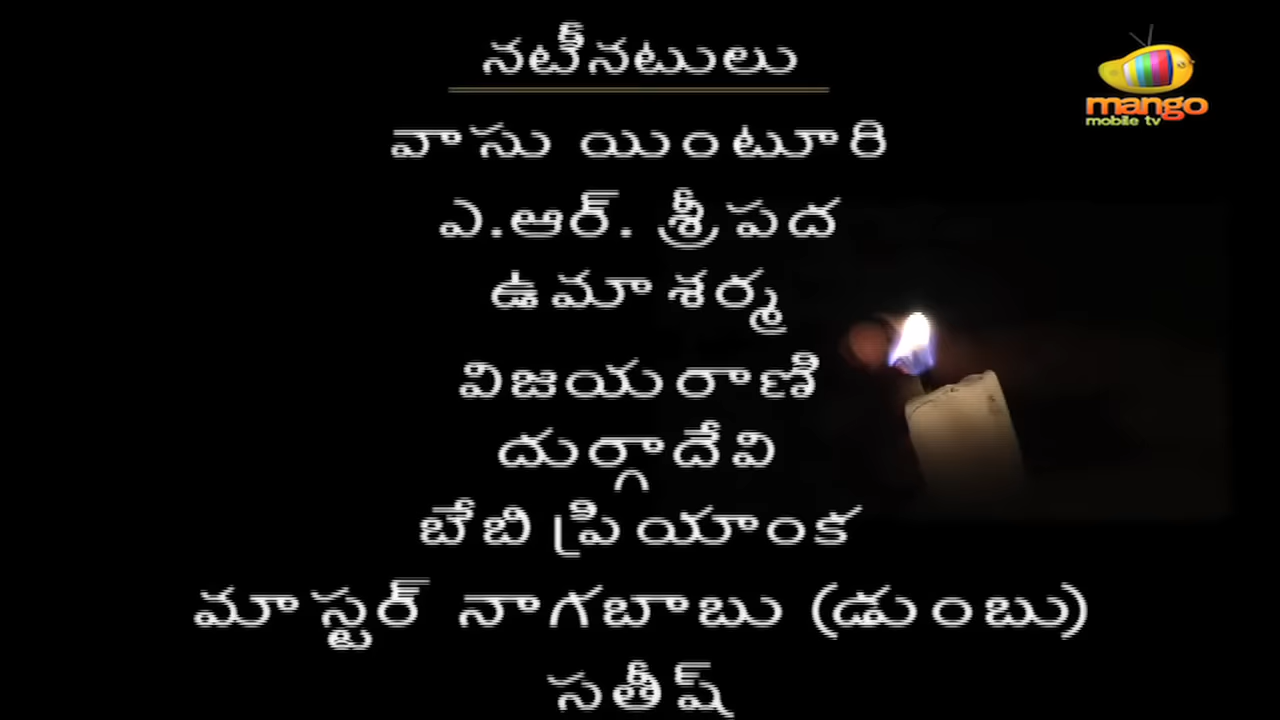 నటీనటులు
mango
mobile tv
వాసు యింటూరి
ఎ.ఆర్. శ్రీపద
ఉమా శర్మ
విజయరాణి
దుర్గాదేవి
టేబి ప్రియాంక
మాస్టర్ నాగబాబు (డుంబు)
సతీష్